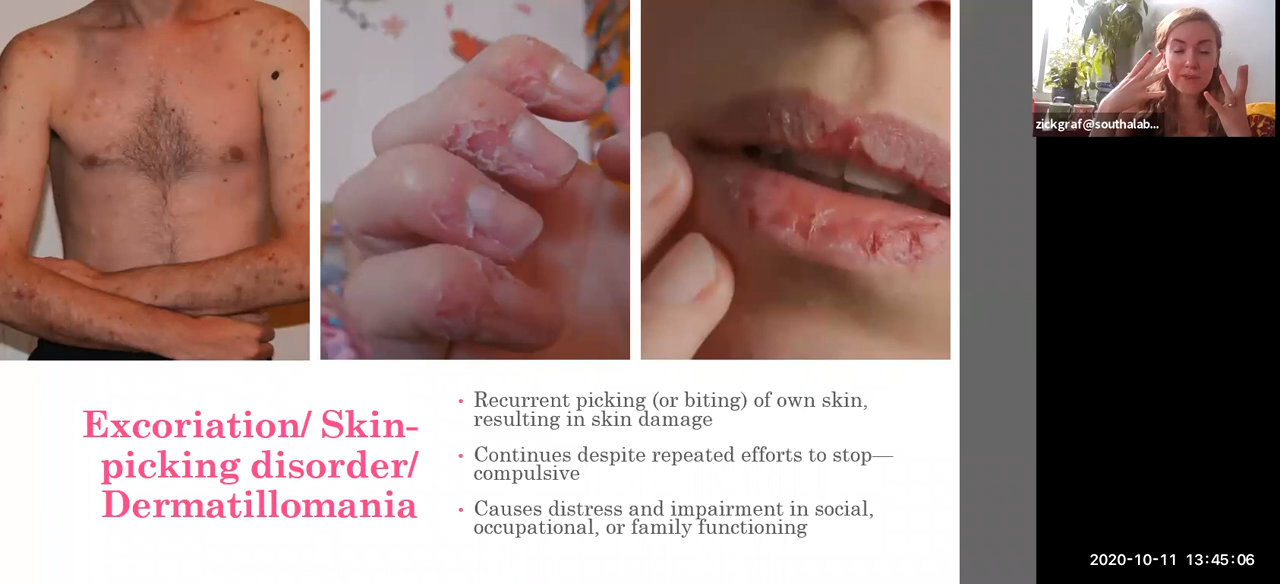 zickgraf@southalab...
Excoriation/ Skin-
picking disorder/
Dermatillomania
• Recurrent picking (or biting) of own skin,
resulting in skin damage
• Continues despite repeated efforts to stop—
compulsive
• Causes distress and impairment in social,
occupational, or family functioning
2020-10-11 13:45:06